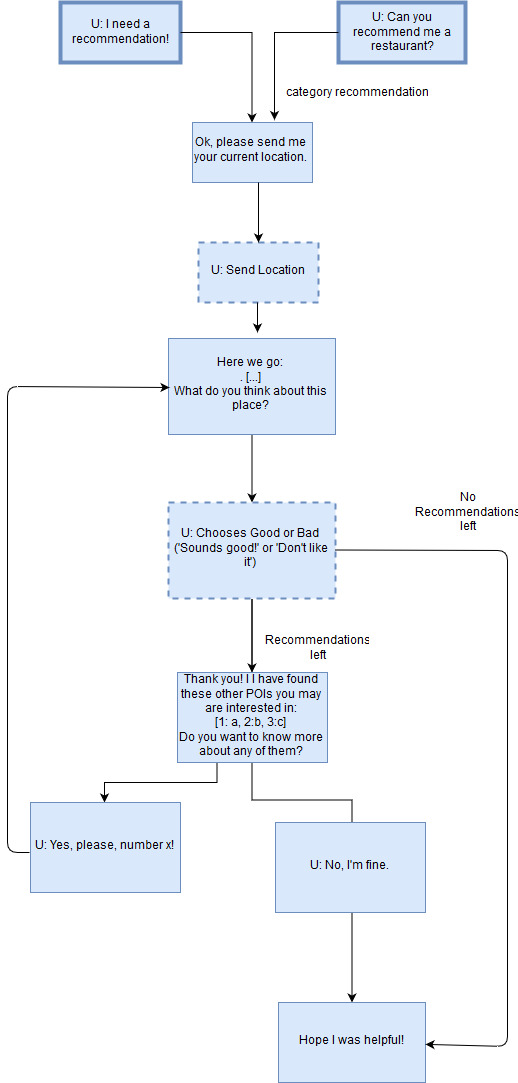 U: I need a
recommendation!
U: Can you
recommend me a
restaurant?
category recommendation
Ok, please send me
your current location.
U: Send Location
Here we go:
. [...]
What do you think about this
place?
No
Recommendations
left
U: Chooses Good or Bad
('Sounds good!' or 'Don't like
it')
Recommendations
left
Thank you! I I have found
these other POIs you may
are interested in:
[1: a, 2:b, 3:c]
Do you want to know more
about any of them?
U: Yes, please, number x!
U: No, I'm fine.
Hope I was helpful!